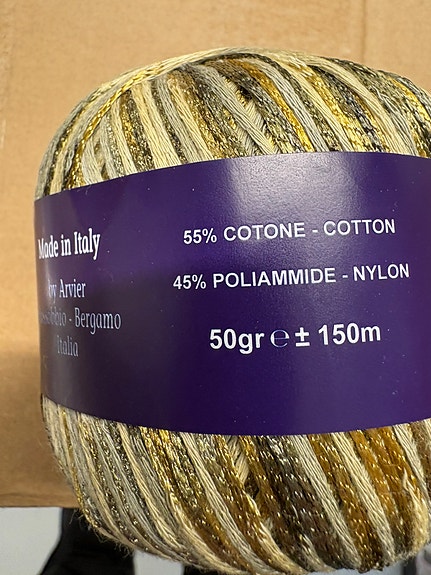 Made in Italy
by Arvier
- Bergamo
Italia
55% COTONE - COTTON
45% POLIAMMIDE - NYLON
50gr ℮ ± 150m